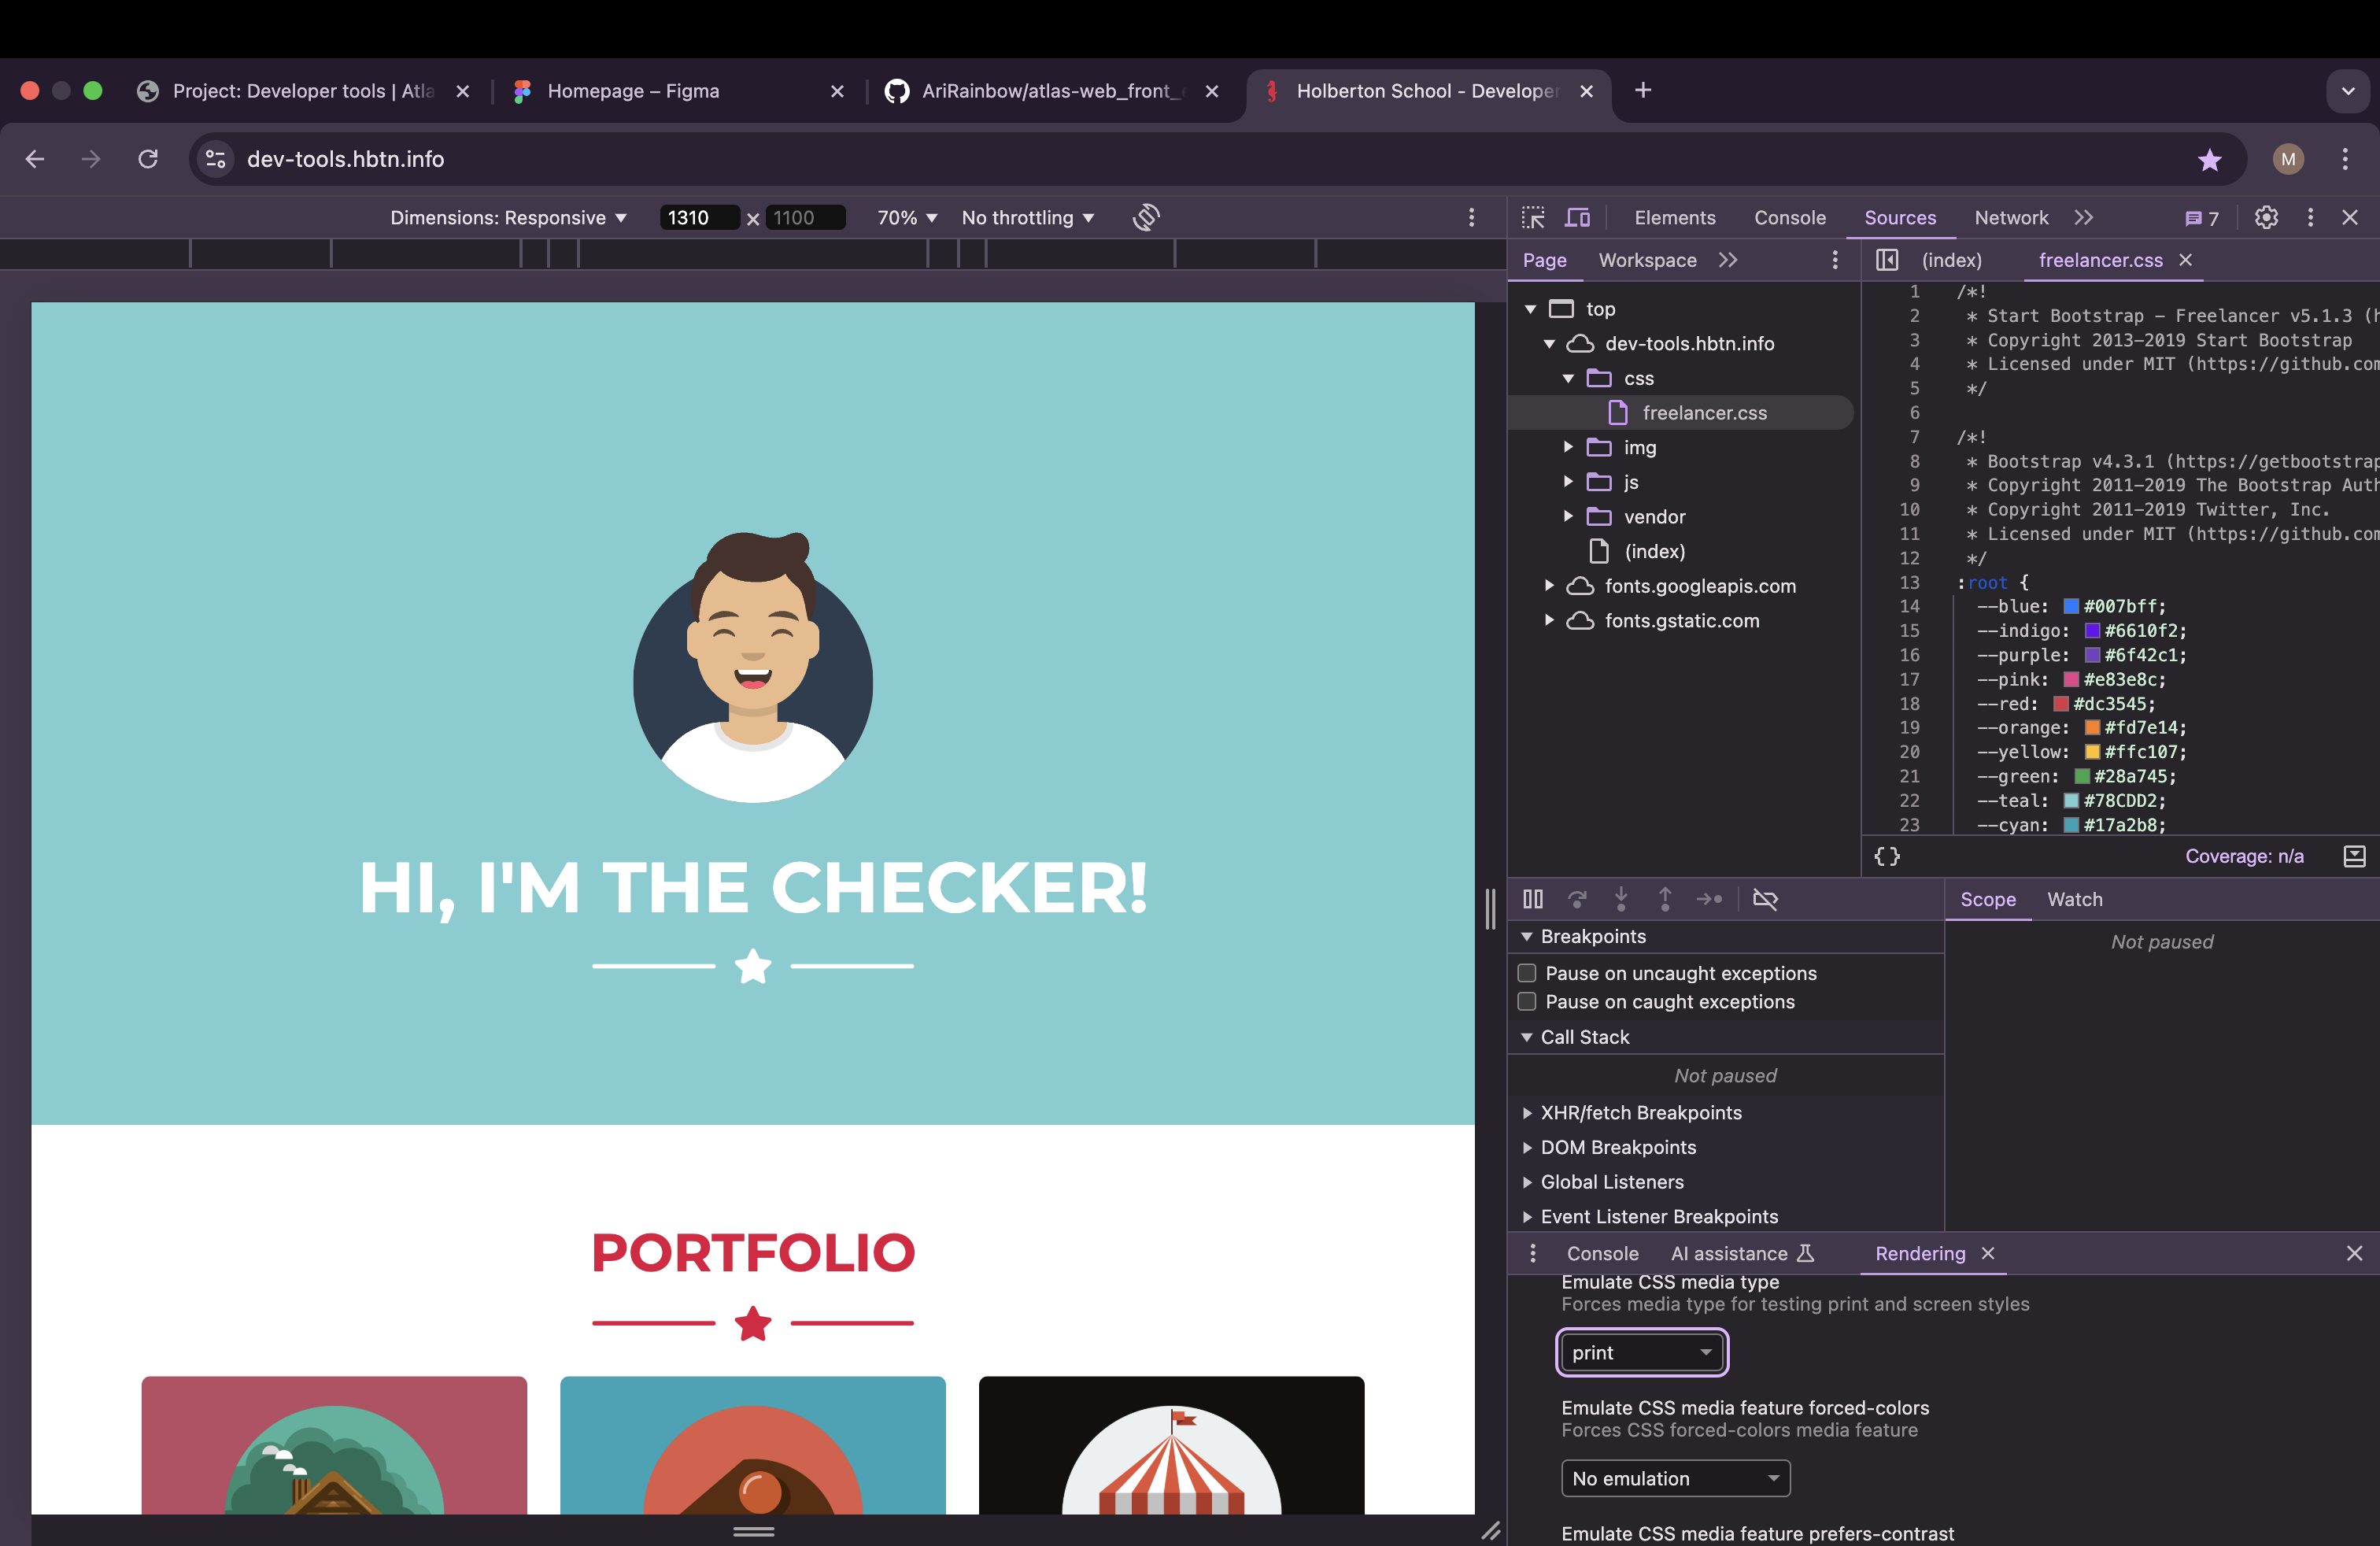 Project: Developer tools | Atla
Homepage – Figma
AriRainbow/atlas-web_front_
Holberton School - Developer
dev-tools.hbtn.info
M
Dimensions: Responsive
1310
1100
70%
No throttling
Elements
Console
Sources
Network
7
Page
Workspace
(index)
freelancer.css
top
dev-tools.hbtn.info
css
freelancer.css
img
js
vendor
(index)
fonts.googleapis.com
fonts.gstatic.com
1 /*!
2 * Start Bootstrap - Freelancer v5.1.3 (h
3 * Copyright 2013-2019 Start Bootstrap
4 * Licensed under MIT (https://github.com
5 */
6
7 /*!
8 * Bootstrap v4.3.1 (https://getbootstrap
9 * Copyright 2011-2019 The Bootstrap Auth
10 * Copyright 2011-2019 Twitter, Inc.
11 * Licensed under MIT (https://github.com
12 */
13 :root {
14 --blue: #007bff;
15 --indigo: #6610f2;
16 --purple: #6f42c1;
17 --pink: #e83e8c;
18 --red: #dc3545;
19 --orange: #fd7e14;
20 --yellow: #ffc107;
21 --green: #28a745;
22 --teal: #78CDD2;
23 --cyan: #17a2b8;
{}
Coverage: n/a
Scope
Watch
Not paused
Breakpoints
Pause on uncaught exceptions
Pause on caught exceptions
Call Stack
Not paused
XHR/fetch Breakpoints
DOM Breakpoints
Global Listeners
Event Listener Breakpoints
Console
AI assistance
Rendering
Emulate CSS media type
Forces media type for testing print and screen styles
print
Emulate CSS media feature forced-colors
Forces CSS forced-colors media feature
No emulation
Emulate CSS media feature prefers-contrast
HI, I'M THE CHECKER!
PORTFOLIO